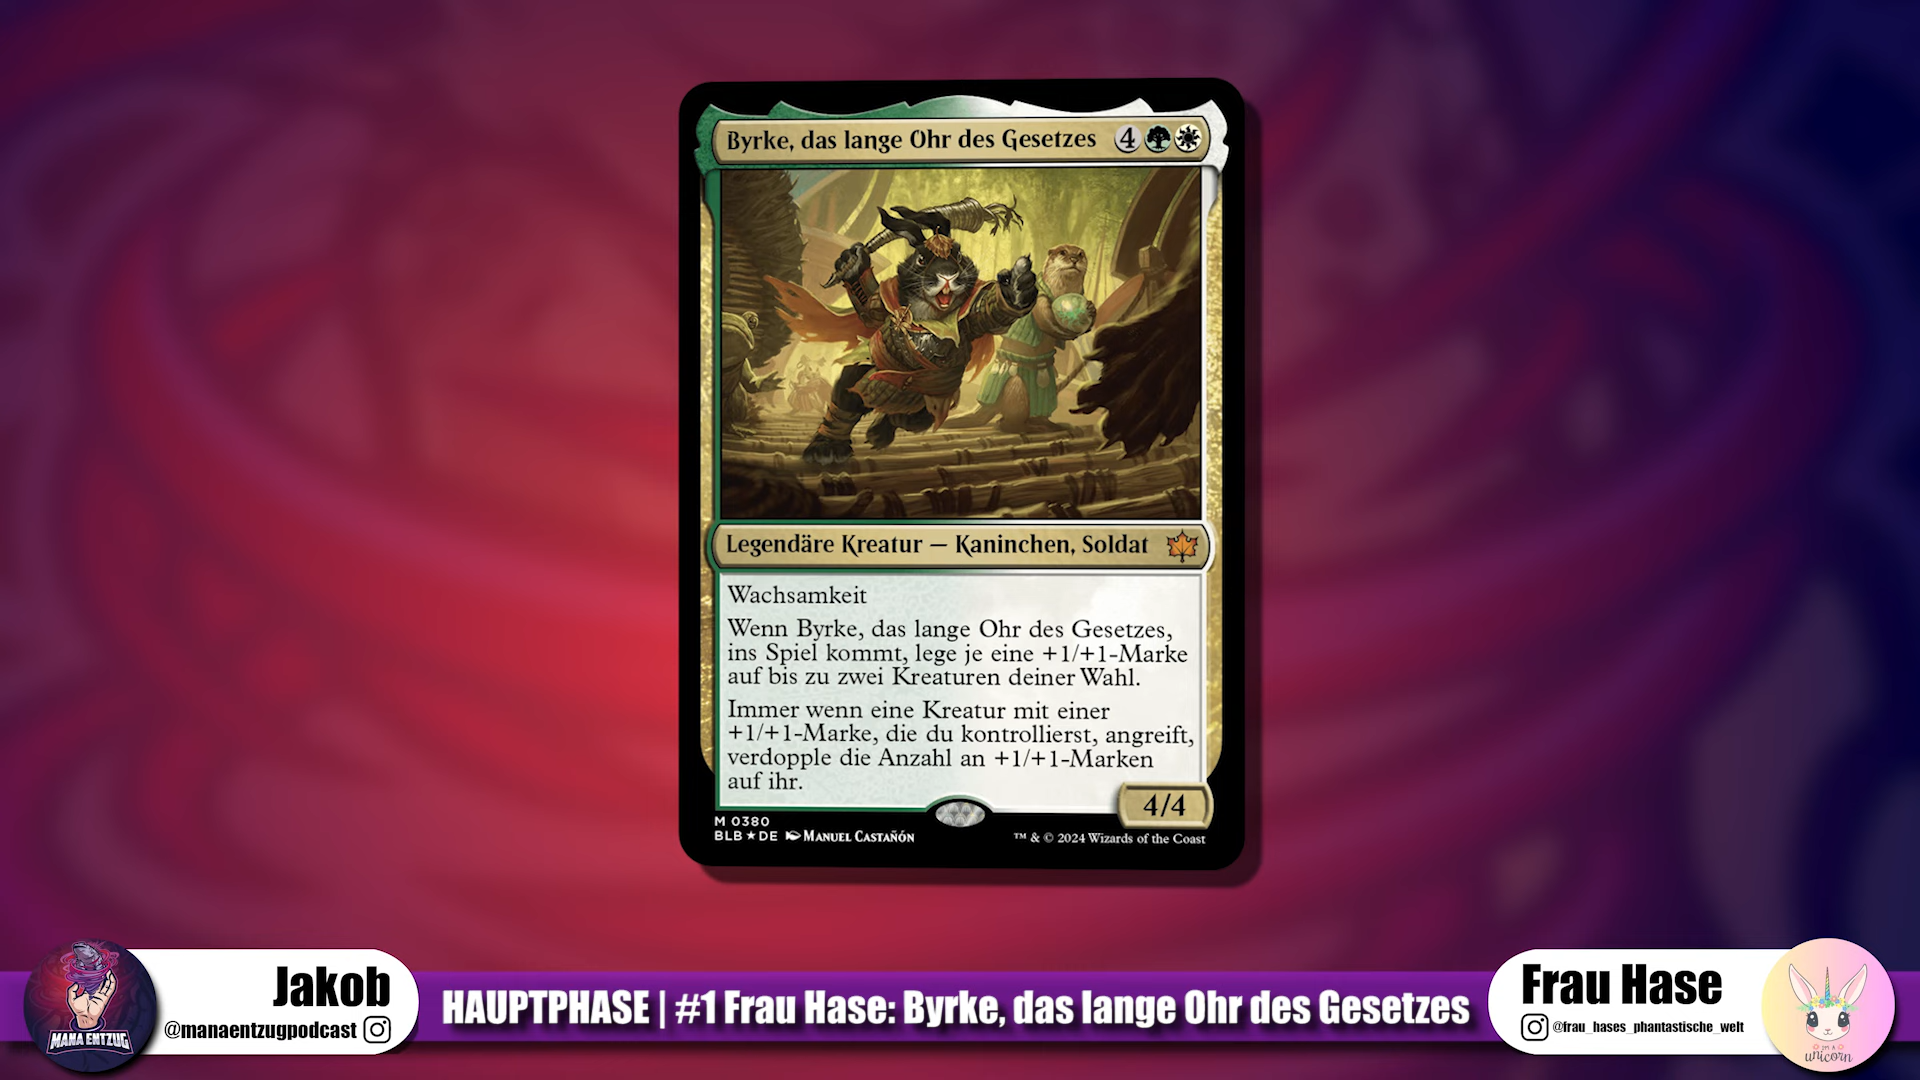 Byrke, das lange Ohr des Gesetzes 4
Legendäre Kreatur — Kaninchen, Soldat
Wachsamkeit
Wenn Byrke, das lange Ohr des Gesetzes,
ins Spiel kommt, lege je eine +1/+1-Marke
auf bis zu zwei Kreaturen deiner Wahl.
Immer wenn eine Kreatur mit einer
+1/+1-Marke, die du kontrollierst, angreift,
verdopple die Anzahl an +1/+1-Marken
auf ihr.
4/4
M 0380
BLB ★ DE MANUEL CASTAÑÓN
™ & © 2024 Wizards of the Coast
MANA ENTZUG
Jakob
@manaentzugpodcast
HAUPTPHASE | #1 Frau Hase: Byrke, das lange Ohr des Gesetzes
Frau Hase
@frau_hases_phantastische_welt
I'M A
unicorn